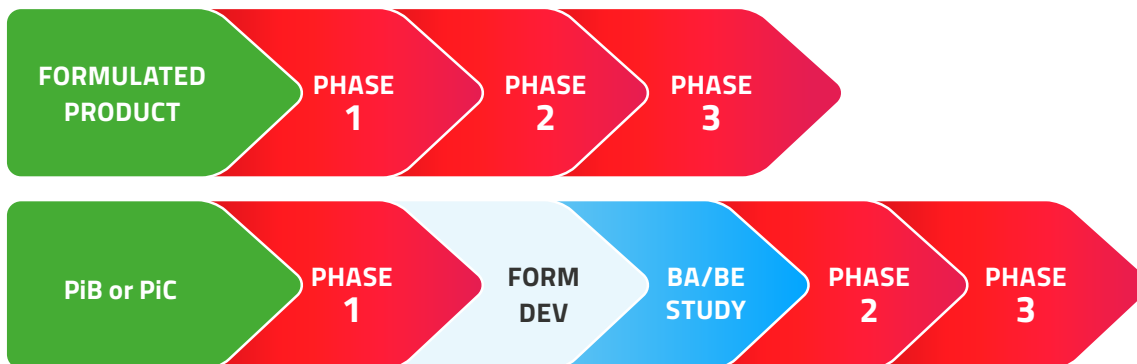 FORMULATED
PRODUCT
PHASE
1
PHASE
2
PHASE
3
PiB or PiC
PHASE
1
FORM
DEV
BA/BE
STUDY
PHASE
2
PHASE
3